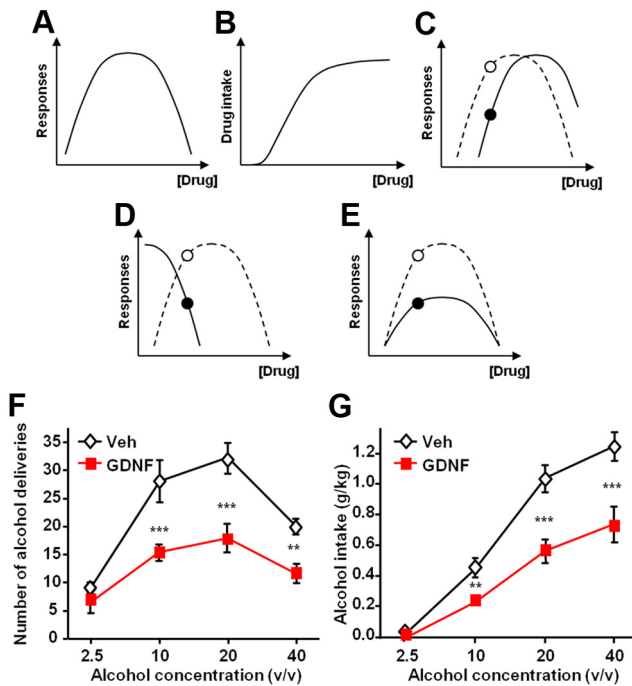 A
Responses
[Drug]
B
Drug intake
[Drug]
C
Responses
[Drug]
D
Responses
[Drug]
E
Responses
[Drug]
F
Number of alcohol deliveries
35
30
25
20
15
10
5
0
Veh
GDNF
***
***
**
2.5 10 20 40
Alcohol concentration (v/v)
G
Alcohol intake (g/kg)
1.2
1.0
0.8
0.6
0.4
0.2
0.0
Veh
GDNF
**
***
***
2.5 10 20 40
Alcohol concentration (v/v)